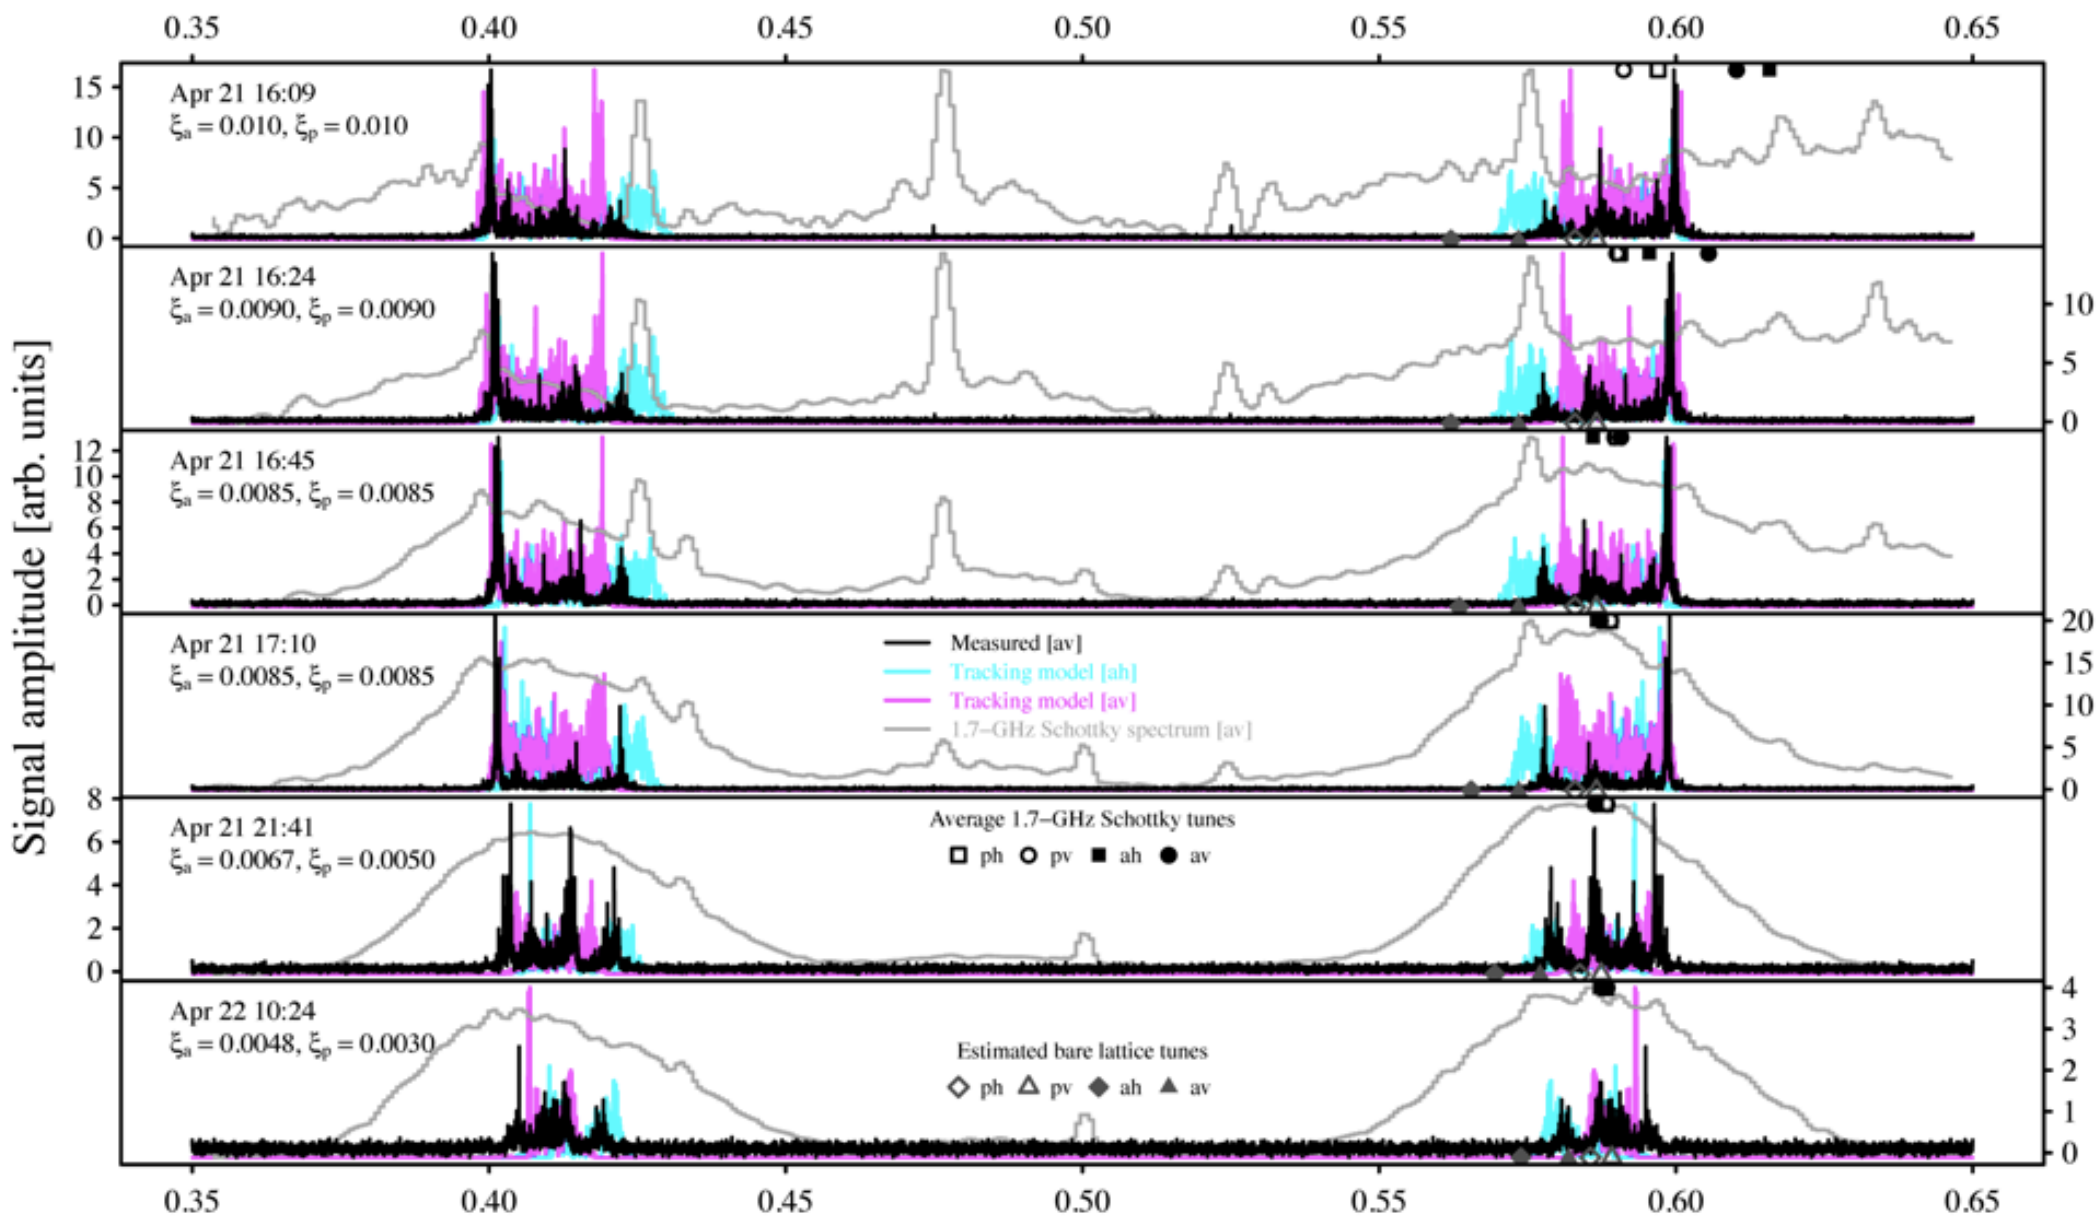 0.35 0.40 0.45 0.50 0.55 0.60 0.65
Signal amplitude [arb. units]
Apr 21 16:09
ξa = 0.010, ξp = 0.010
15
10
5
0
Apr 21 16:24
ξa = 0.0090, ξp = 0.0090
10
5
0
Apr 21 16:45
ξa = 0.0085, ξp = 0.0085
12
10
8
6
4
2
0
Apr 21 17:10
ξa = 0.0085, ξp = 0.0085
Measured [av]
Tracking model [ah]
Tracking model [av]
1.7–GHz Schottky spectrum [av]
20
15
10
5
0
Apr 21 21:41
ξa = 0.0067, ξp = 0.0050
Average 1.7–GHz Schottky tunes
ph pv ah av
8
6
4
2
0
Apr 22 10:24
ξa = 0.0048, ξp = 0.0030
Estimated bare lattice tunes
ph pv ah av
4
3
2
1
0
0.35 0.40 0.45 0.50 0.55 0.60 0.65